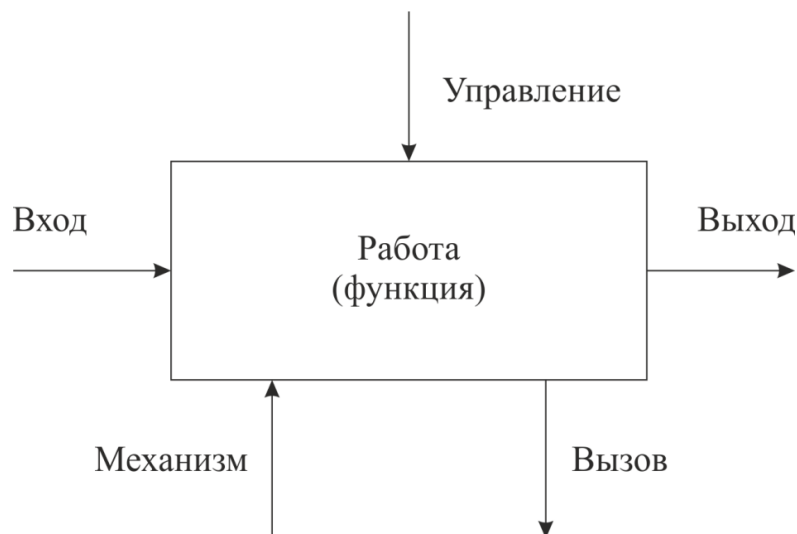 Управление
Вход
Выход
Работа
(функция)
Механизм
Вызов